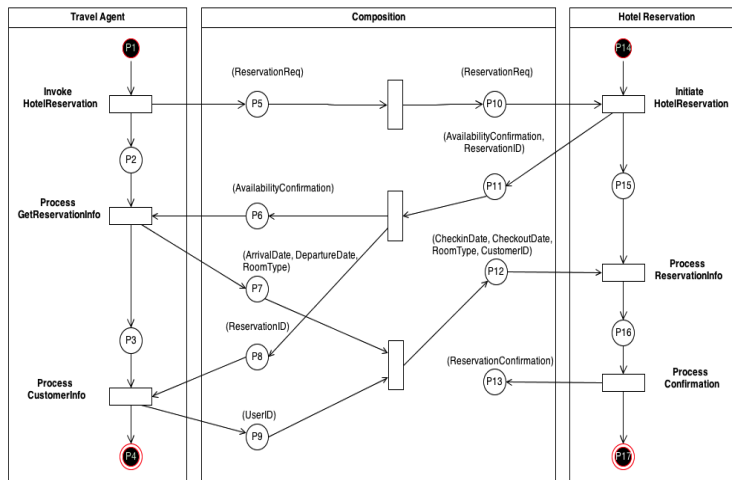 Travel Agent
Composition
Hotel Reservation
P1
P14
(ReservationReq)
(ReservationReq)
Invoke
HotelReservation
P5
P10
Initiate
HotelReservation
(AvailabilityConfirmation,
ReservationID)
P2
P11
P15
(AvailabilityConfirmation)
Process
GetReservationInfo
P6
(CheckinDate, CheckoutDate,
RoomType, CustomerID)
(ArrivalDate, DepartureDate,
RoomType)
P12
Process
ReservationInfo
P7
(ReservationID)
P3
P16
P8
(ReservationConfirmation)
Process
CustomerInfo
P13
Process
Confirmation
(UserID)
P9
P4
P17